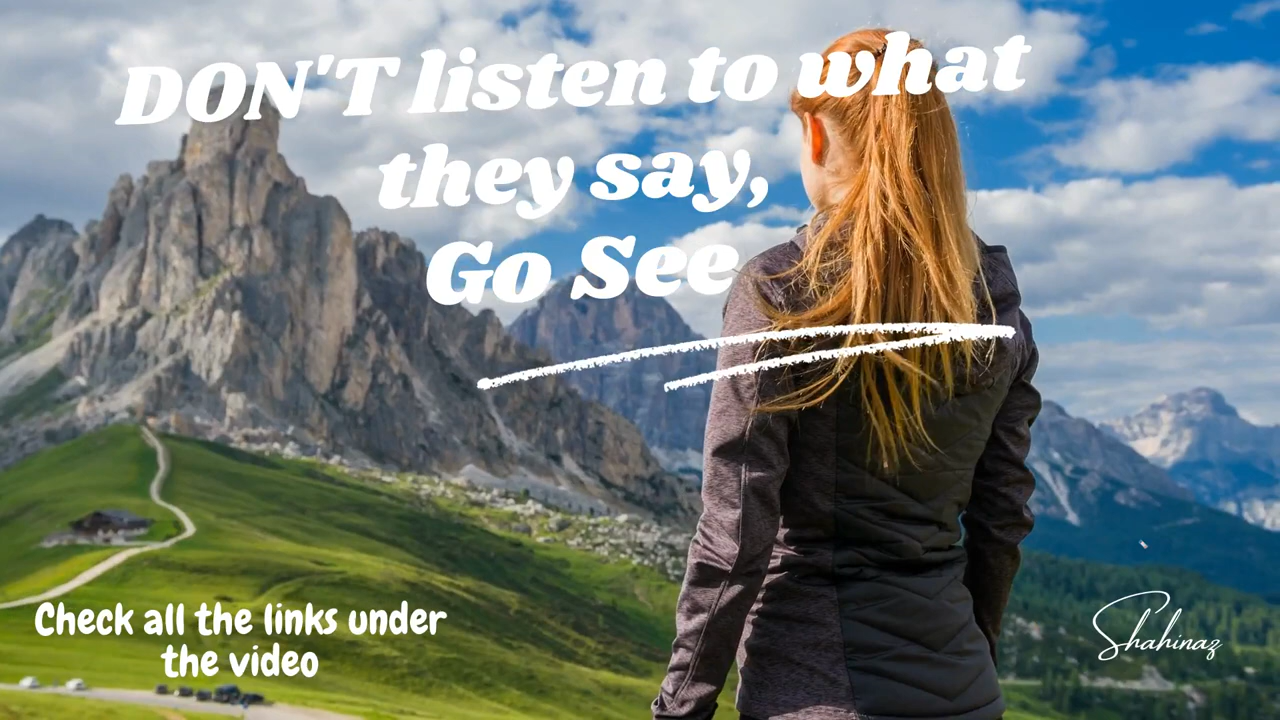 DON'T listen to what
they say,
Go See
Check all the links under
the video
Shahinaz